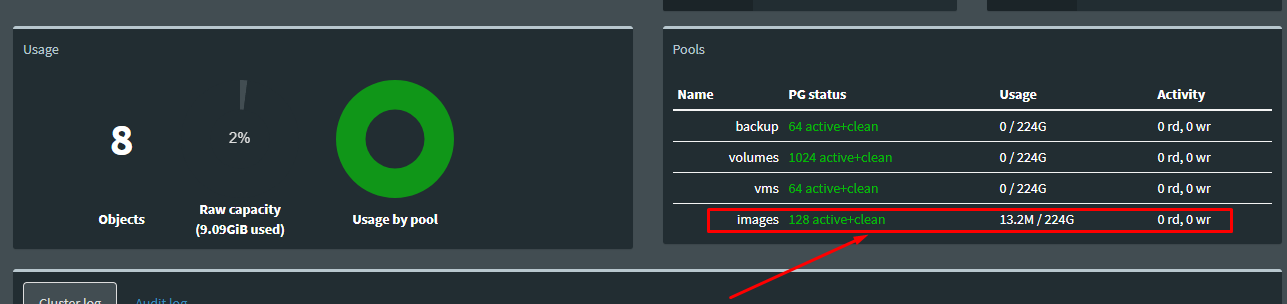 Usage
8
Objects
2%
Raw capacity
(9.09GiB used)
Usage by pool
Pools
Name PG status Usage Activity
backup 64 active+clean 0 / 224G 0 rd, 0 wr
volumes 1024 active+clean 0 / 224G 0 rd, 0 wr
vms 64 active+clean 0 / 224G 0 rd, 0 wr
images 128 active+clean 13.2M / 224G 0 rd, 0 wr
Cluster log Audit log